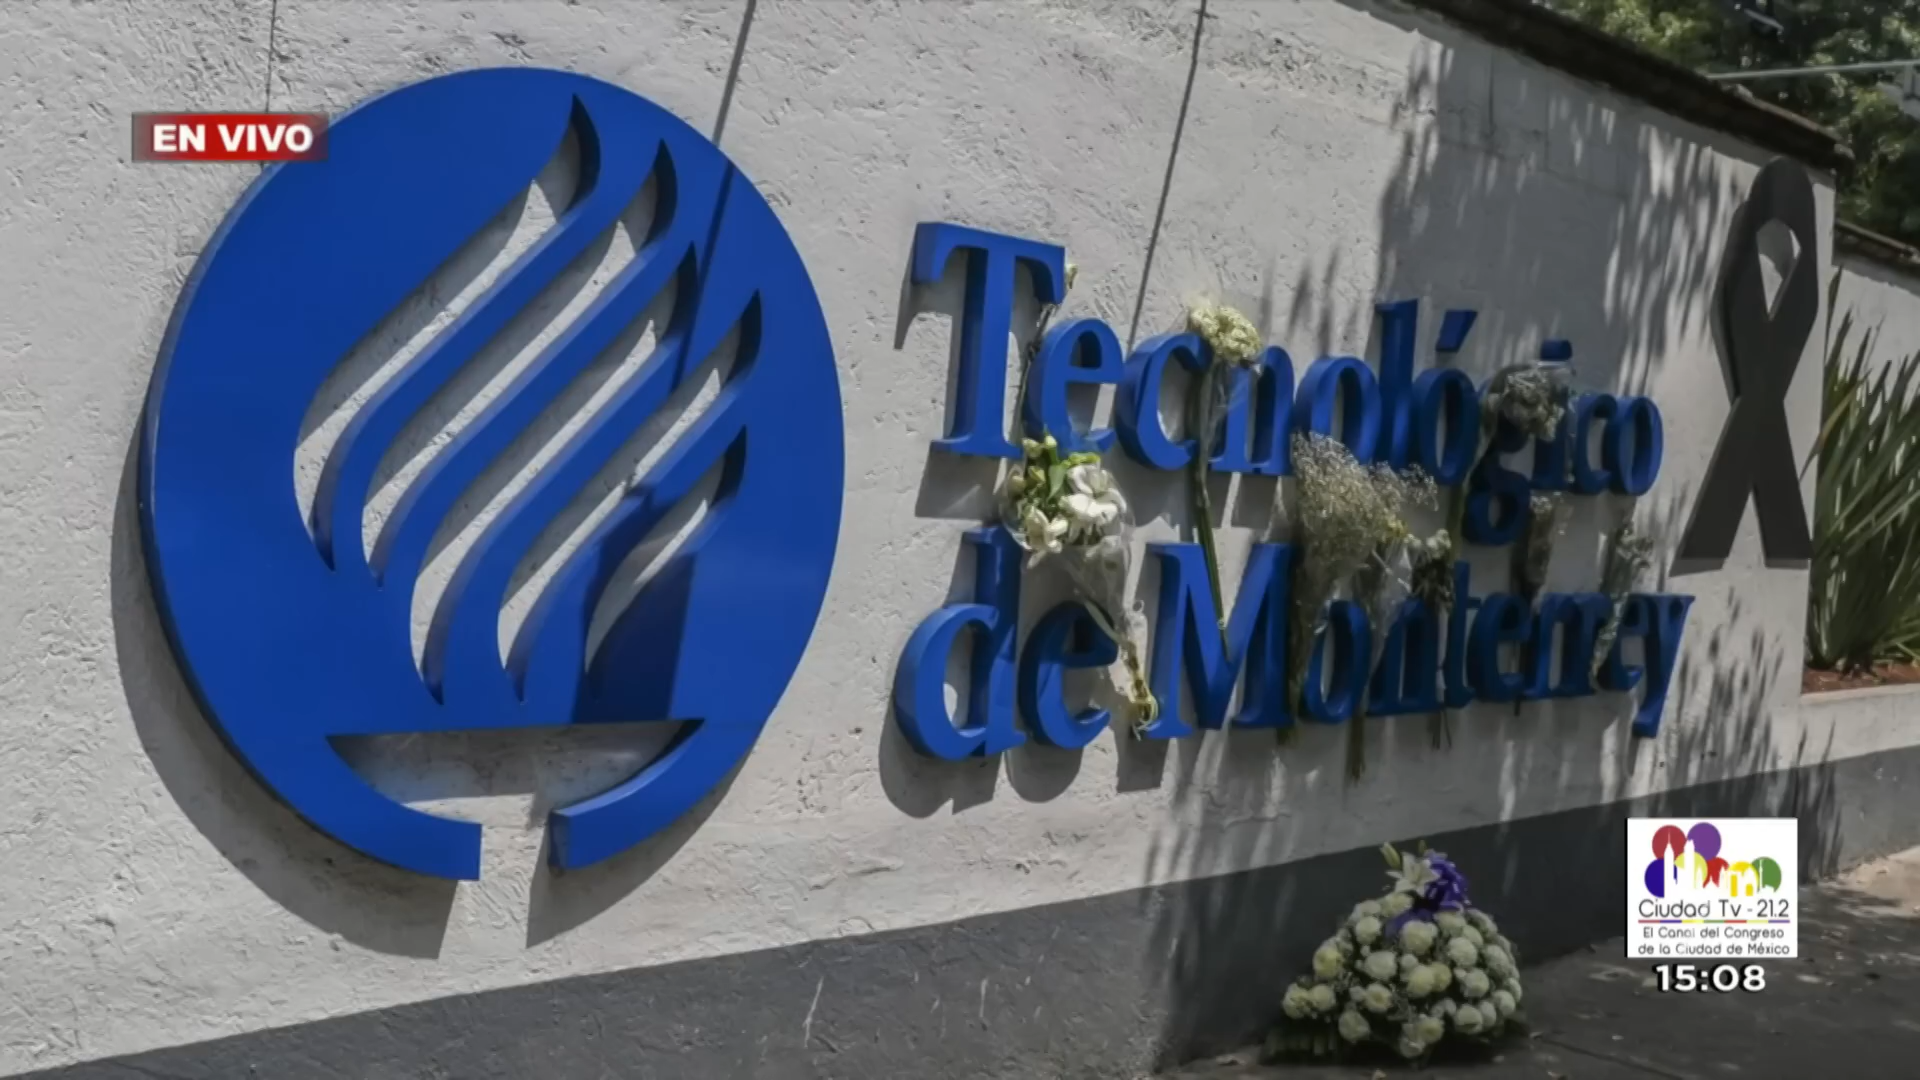 EN VIVO
Tecnológico
de Monterrey
Ciudad Tv - 21.2
El Canal del Congreso
de la Ciudad de México
15:08